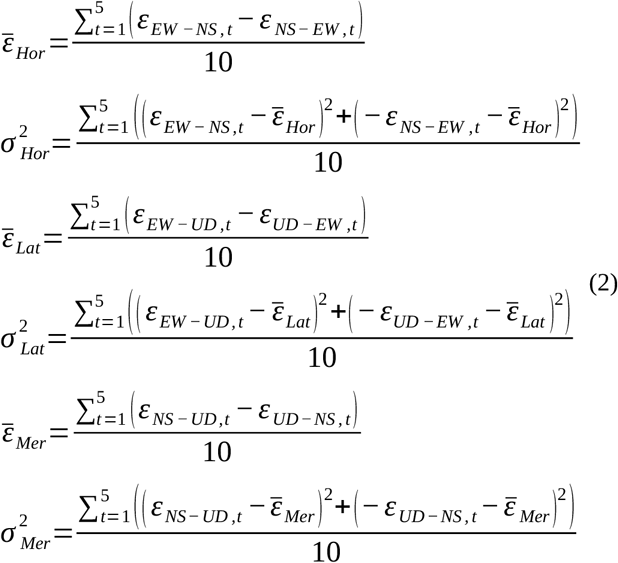 ε̅_Hor = ∑_{t=1}^{5} (ε_{EW−NS,t} − ε_{NS−EW,t}) / 10
σ²_Hor = ∑_{t=1}^{5} ((ε_{EW−NS,t} − ε̅_Hor)² + (−ε_{NS−EW,t} − ε̅_Hor)²) / 10
ε̅_Lat = ∑_{t=1}^{5} (ε_{EW−UD,t} − ε_{UD−EW,t}) / 10
σ²_Lat = ∑_{t=1}^{5} ((ε_{EW−UD,t} − ε̅_Lat)² + (−ε_{UD−EW,t} − ε̅_Lat)²) / 10
(2)
ε̅_Mer = ∑_{t=1}^{5} (ε_{NS−UD,t} − ε_{UD−NS,t}) / 10
σ²_Mer = ∑_{t=1}^{5} ((ε_{NS−UD,t} − ε̅_Mer)² + (−ε_{UD−NS,t} − ε̅_Mer)²) / 10